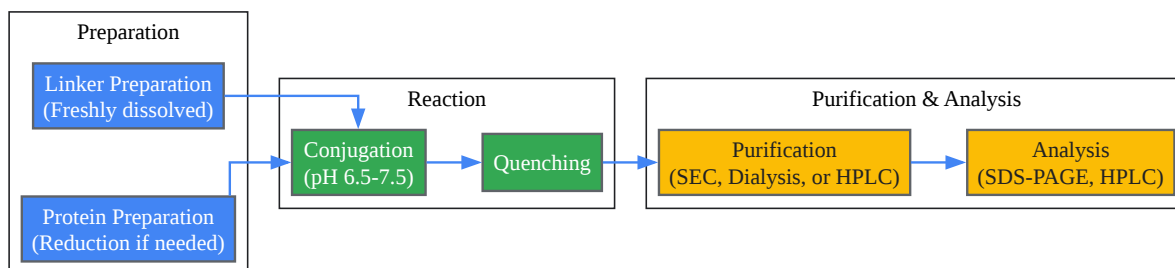 Preparation
Linker Preparation
(Freshly dissolved)
Protein Preparation
(Reduction if needed)
Reaction
Conjugation
(pH 6.5-7.5)
Quenching
Purification & Analysis
Purification
(SEC, Dialysis, or HPLC)
Analysis
(SDS-PAGE, HPLC)